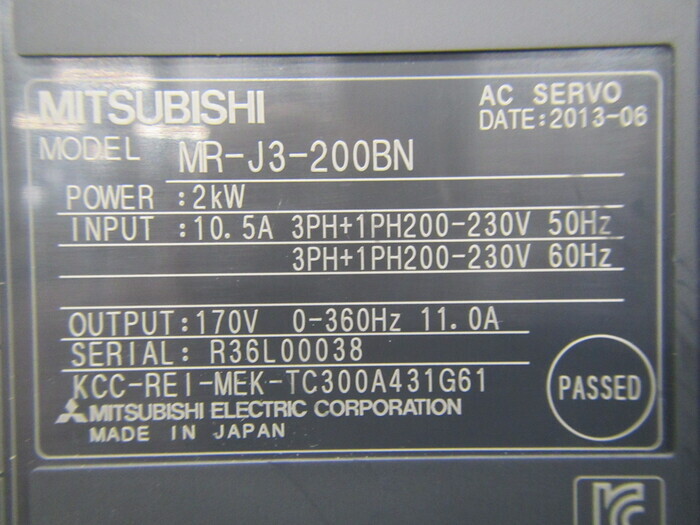 MITSUBISHI
AC SERVO
DATE:2013-06
MODEL MR-J3-200BN
POWER :2kW
INPUT :10.5A 3PH+1PH200-230V 50Hz
3PH+1PH200-230V 60Hz
OUTPUT:170V 0-360Hz 11.0A
SERIAL: R36L00038
KCC-REI-MEK-TC300A431G61
MITSUBISHI ELECTRIC CORPORATION
MADE IN JAPAN
PASSED